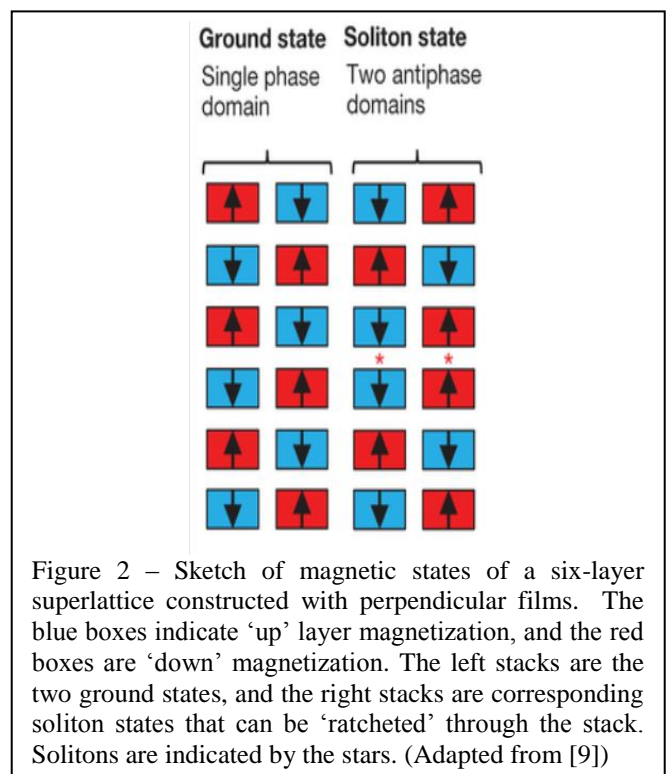 Ground state Soliton state
Single phase Two antiphase
domain domains
* *
Figure 2 – Sketch of magnetic states of a six-layer
superlattice constructed with perpendicular films. The
blue boxes indicate ‘up’ layer magnetization, and the red
boxes are ‘down’ magnetization. The left stacks are the
two ground states, and the right stacks are corresponding
soliton states that can be ‘ratcheted’ through the stack.
Solitons are indicated by the stars. (Adapted from [9])